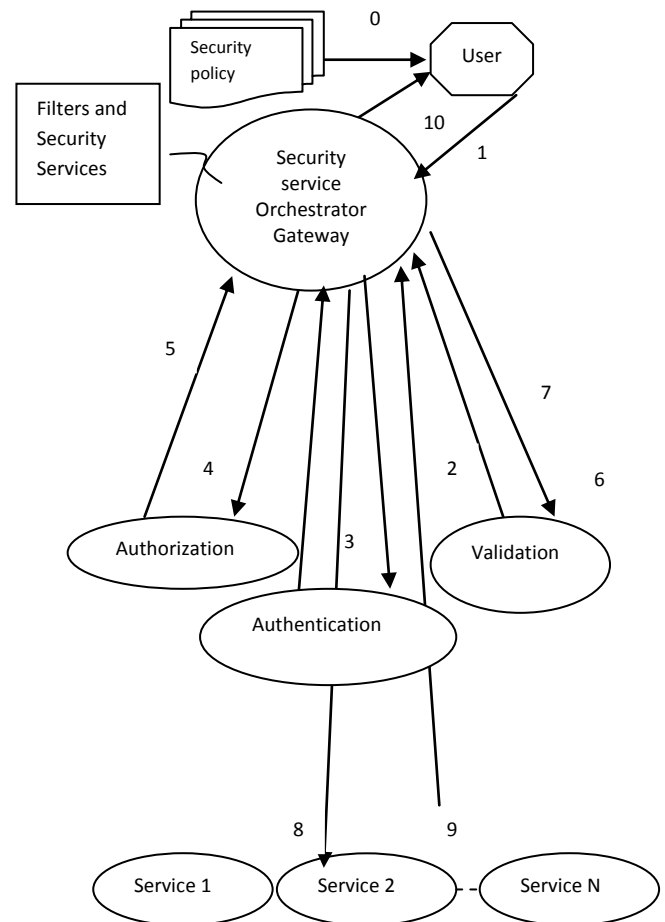 0
Security
policy
User
Filters and
Security
Services
10
1
Security
service
Orchestrator
Gateway
5
7
4
2
6
3
Authorization
Validation
Authentication
8
9
Service 1
Service 2
Service N